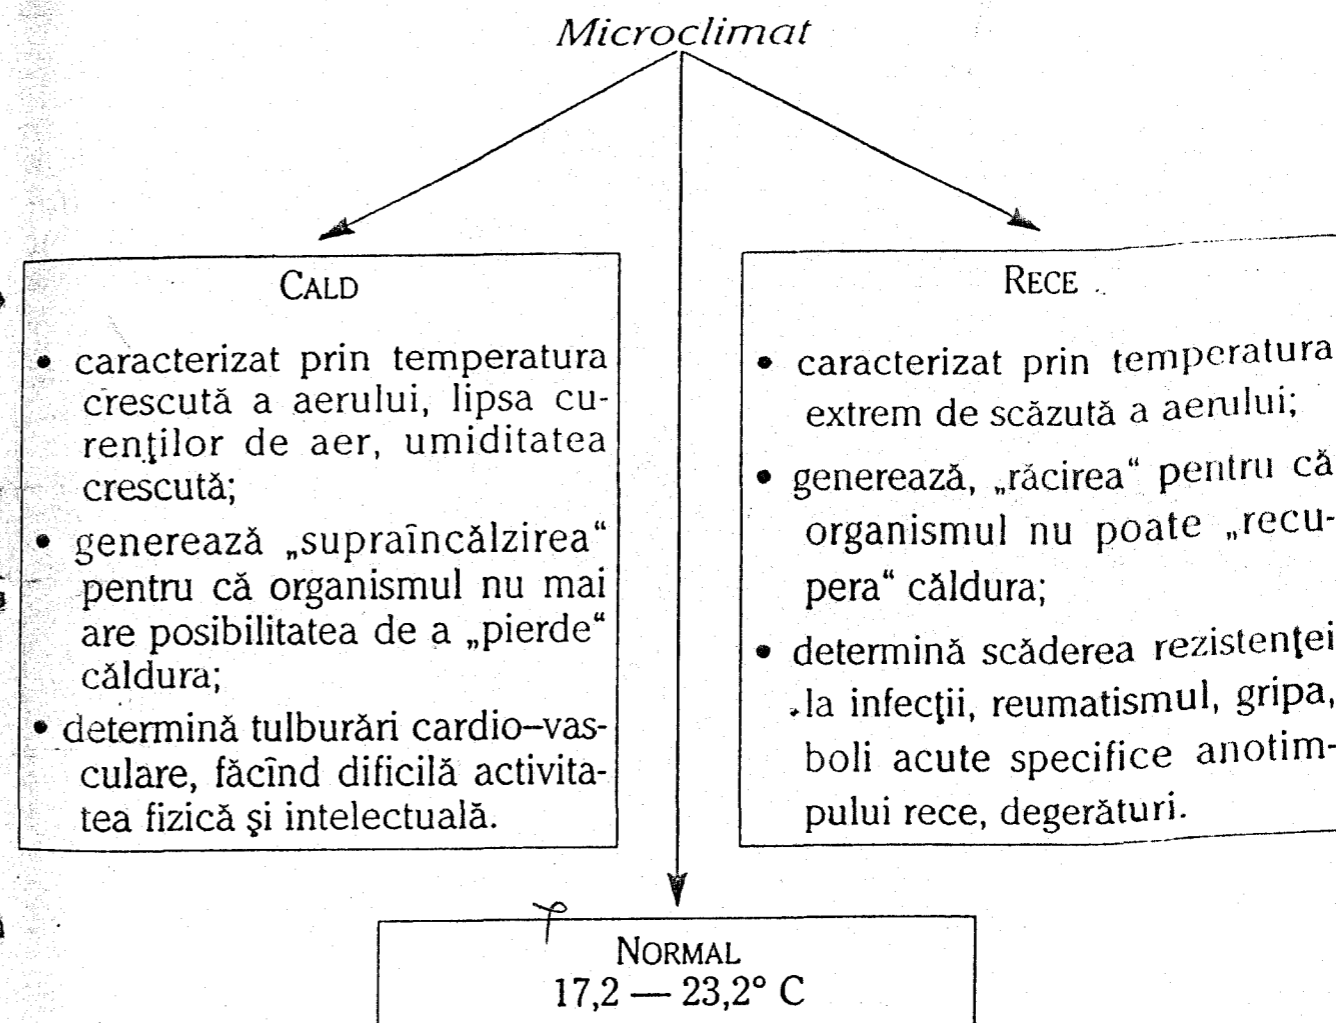 Microclimat
CALD
• caracterizat prin temperatura
crescută a aerului, lipsa cu-
renţilor de aer, umiditatea
crescută;
• generează „supraîncălzirea“
pentru că organismul nu mai
are posibilitatea de a „pierde“
căldura;
• determină tulburări cardio–vas-
culare, făcînd dificilă activita-
tea fizică şi intelectuală.
RECE
• caracterizat prin temperatura
extrem de scăzută a aerului;
• generează, „răcirea“ pentru că
organismul nu poate „recu-
pera“ căldura;
• determină scăderea rezistenţei
la infecţii, reumatismul, gripa,
boli acute specifice anotim-
pului rece, degerături.
NORMAL
17,2 — 23,2° C